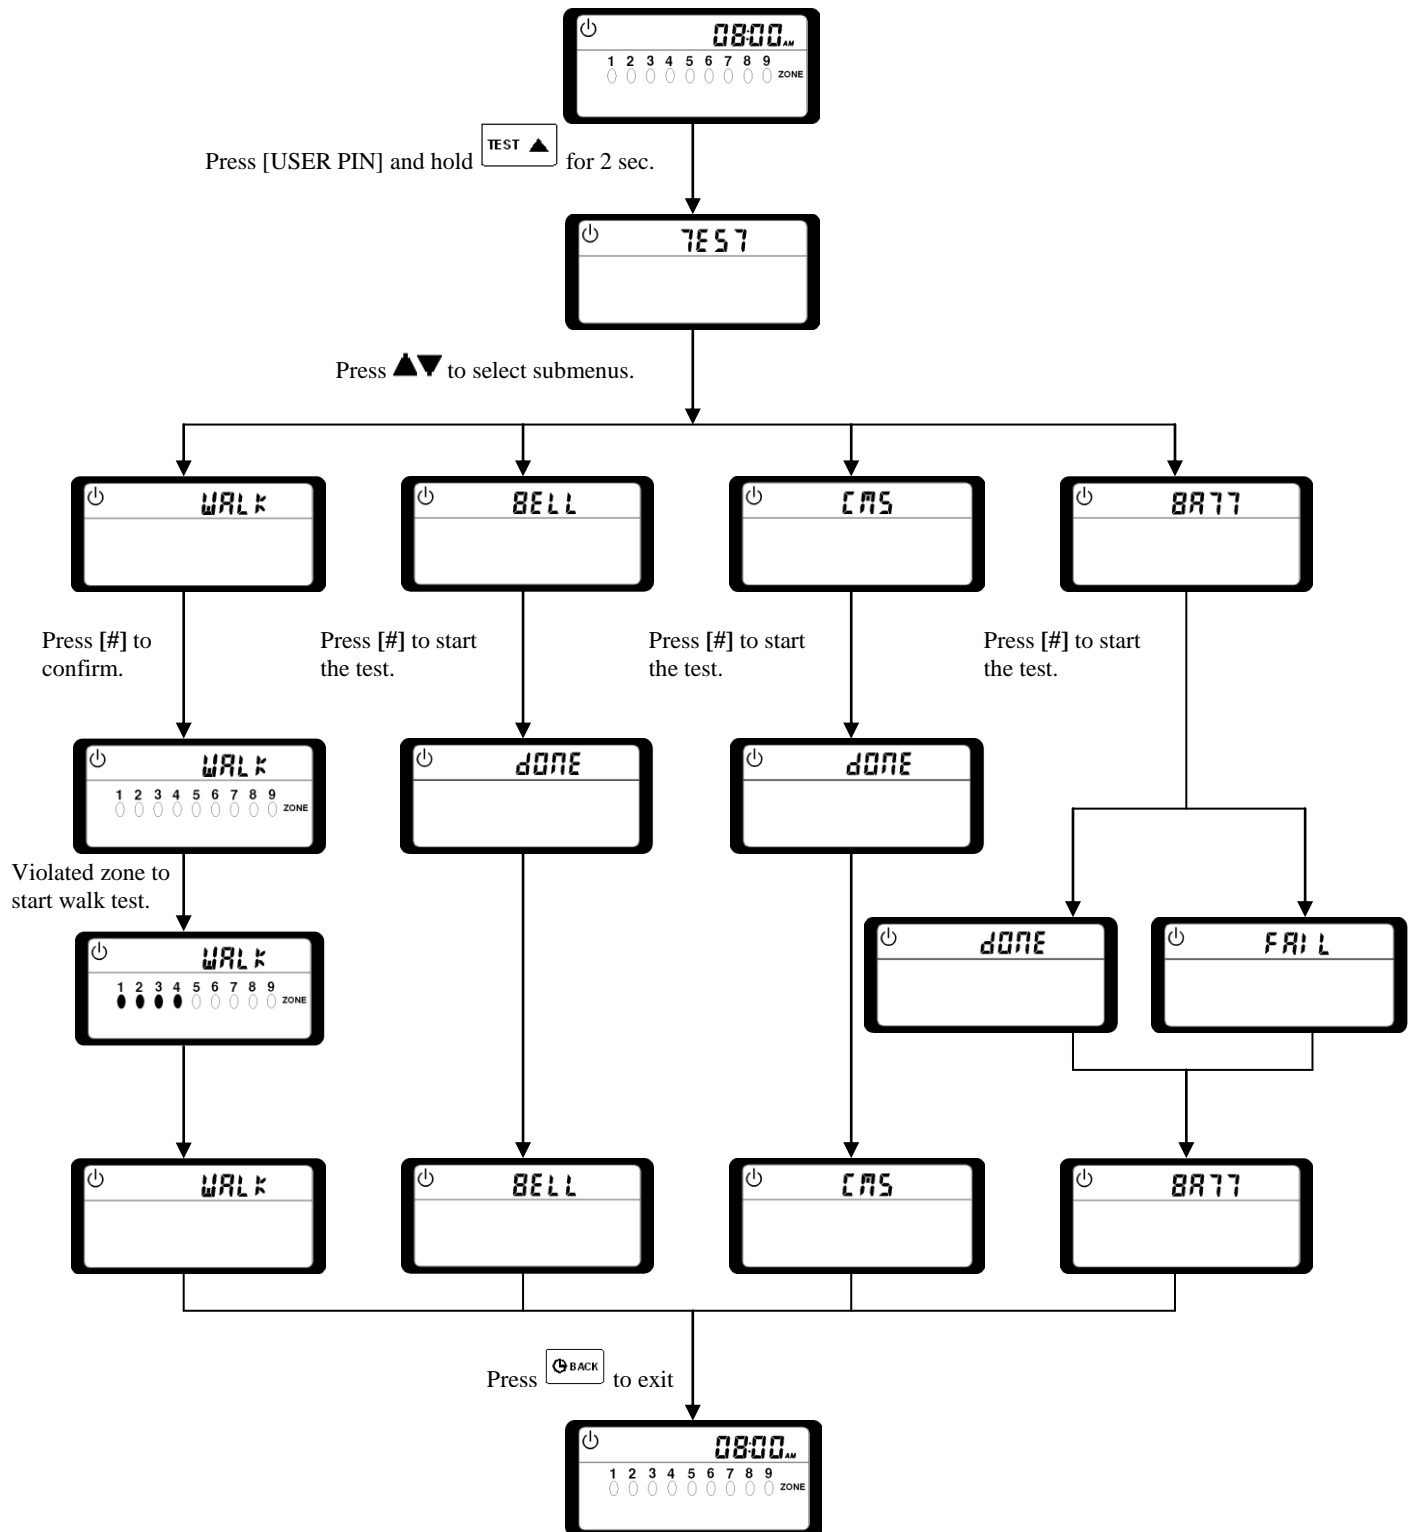 08:00 AM
1 2 3 4 5 6 7 8 9
ZONE
Press [USER PIN] and hold TEST ▲ for 2 sec.
TEST
Press ▲▼ to select submenus.
WALK BELL CMS BATT
Press [#] to
confirm.
Press [#] to start
the test.
Press [#] to start
the test.
Press [#] to start
the test.
WALK
1 2 3 4 5 6 7 8 9
ZONE
dONE
dONE
Violated zone to
start walk test.
WALK
1 2 3 4 5 6 7 8 9
ZONE
dONE
FAIL
WALK BELL CMS BATT
Press BACK to exit
08:00 AM
1 2 3 4 5 6 7 8 9
ZONE